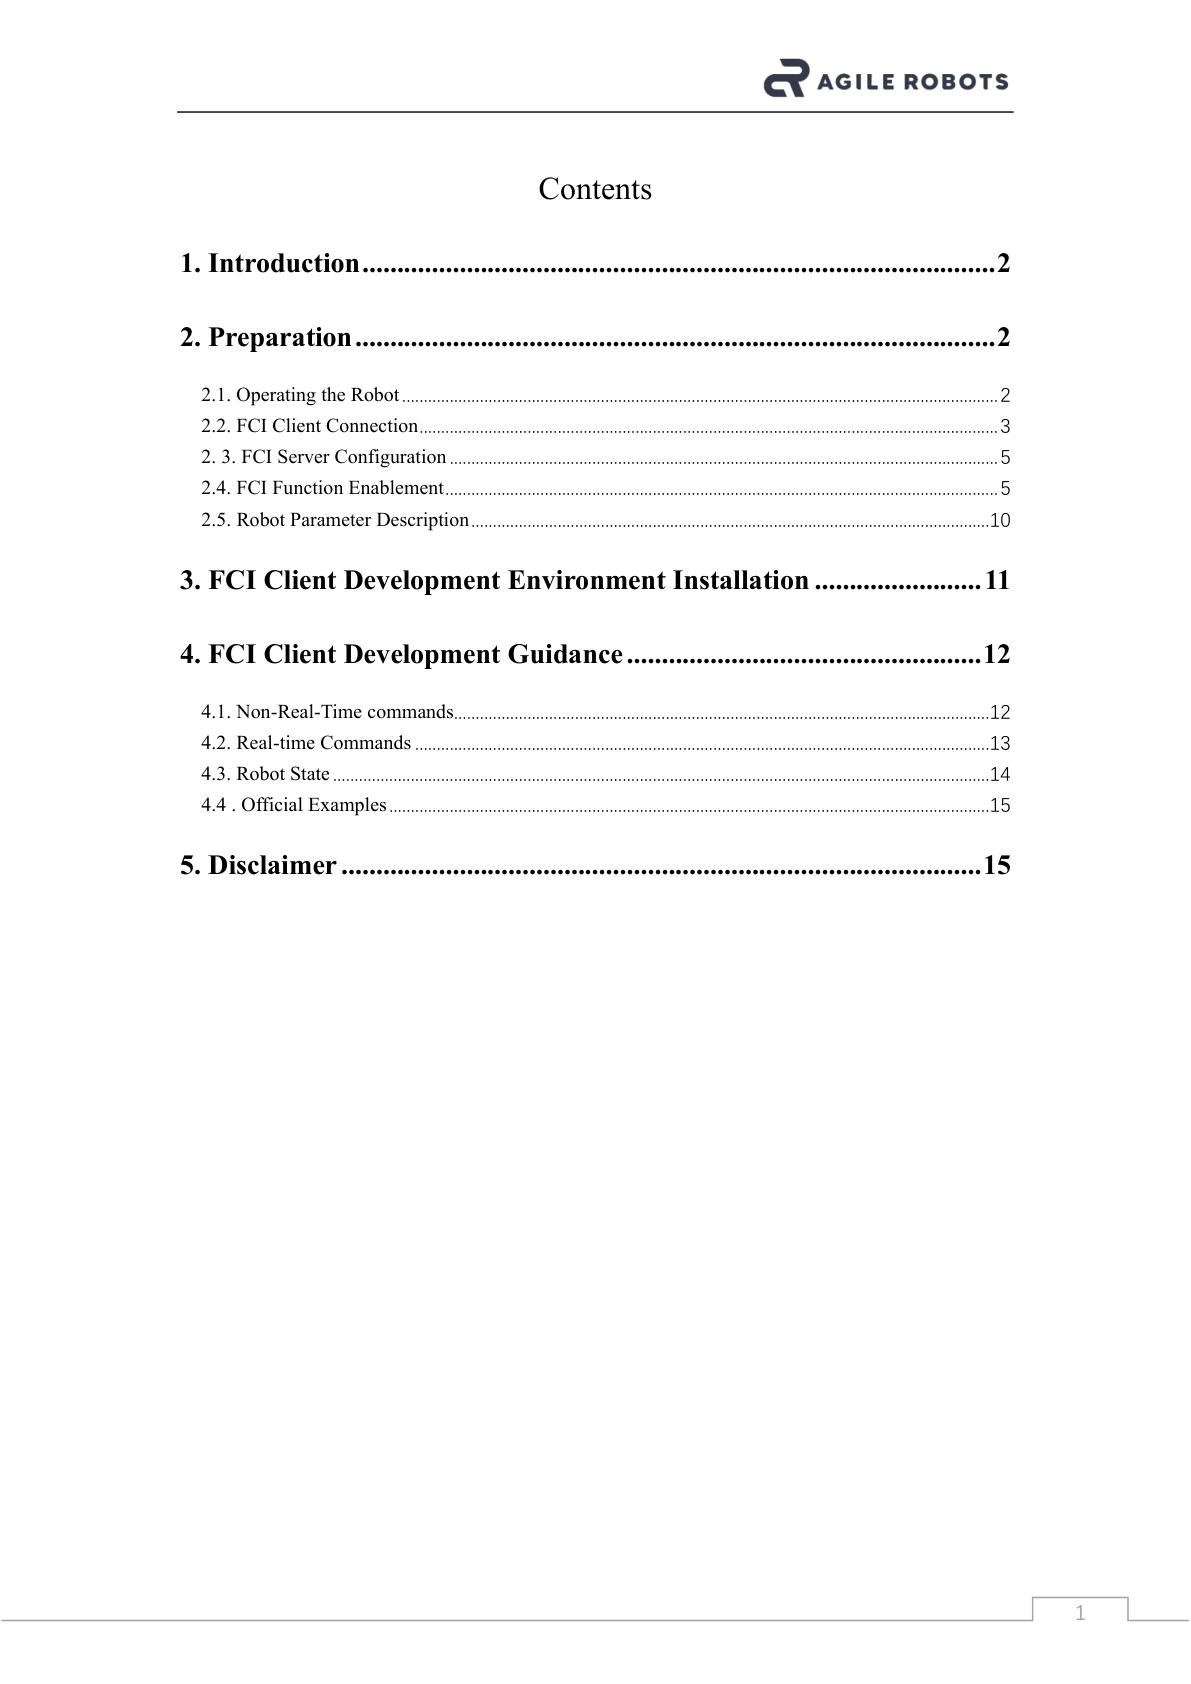 AGILE ROBOTS
Contents
1. Introduction...........................................................................................2
2. Preparation............................................................................................2
2.1. Operating the Robot...........................................................................................2
2.2. FCI Client Connection...........................................................................................3
2. 3. FCI Server Configuration...........................................................................................5
2.4. FCI Function Enablement...........................................................................................5
2.5. Robot Parameter Description...........................................................................................10
3. FCI Client Development Environment Installation ........................ 11
4. FCI Client Development Guidance...................................................12
4.1. Non-Real-Time commands...........................................................................................12
4.2. Real-time Commands ...........................................................................................13
4.3. Robot State ...........................................................................................14
4.4 . Official Examples...........................................................................................15
5. Disclaimer ............................................................................................15
1